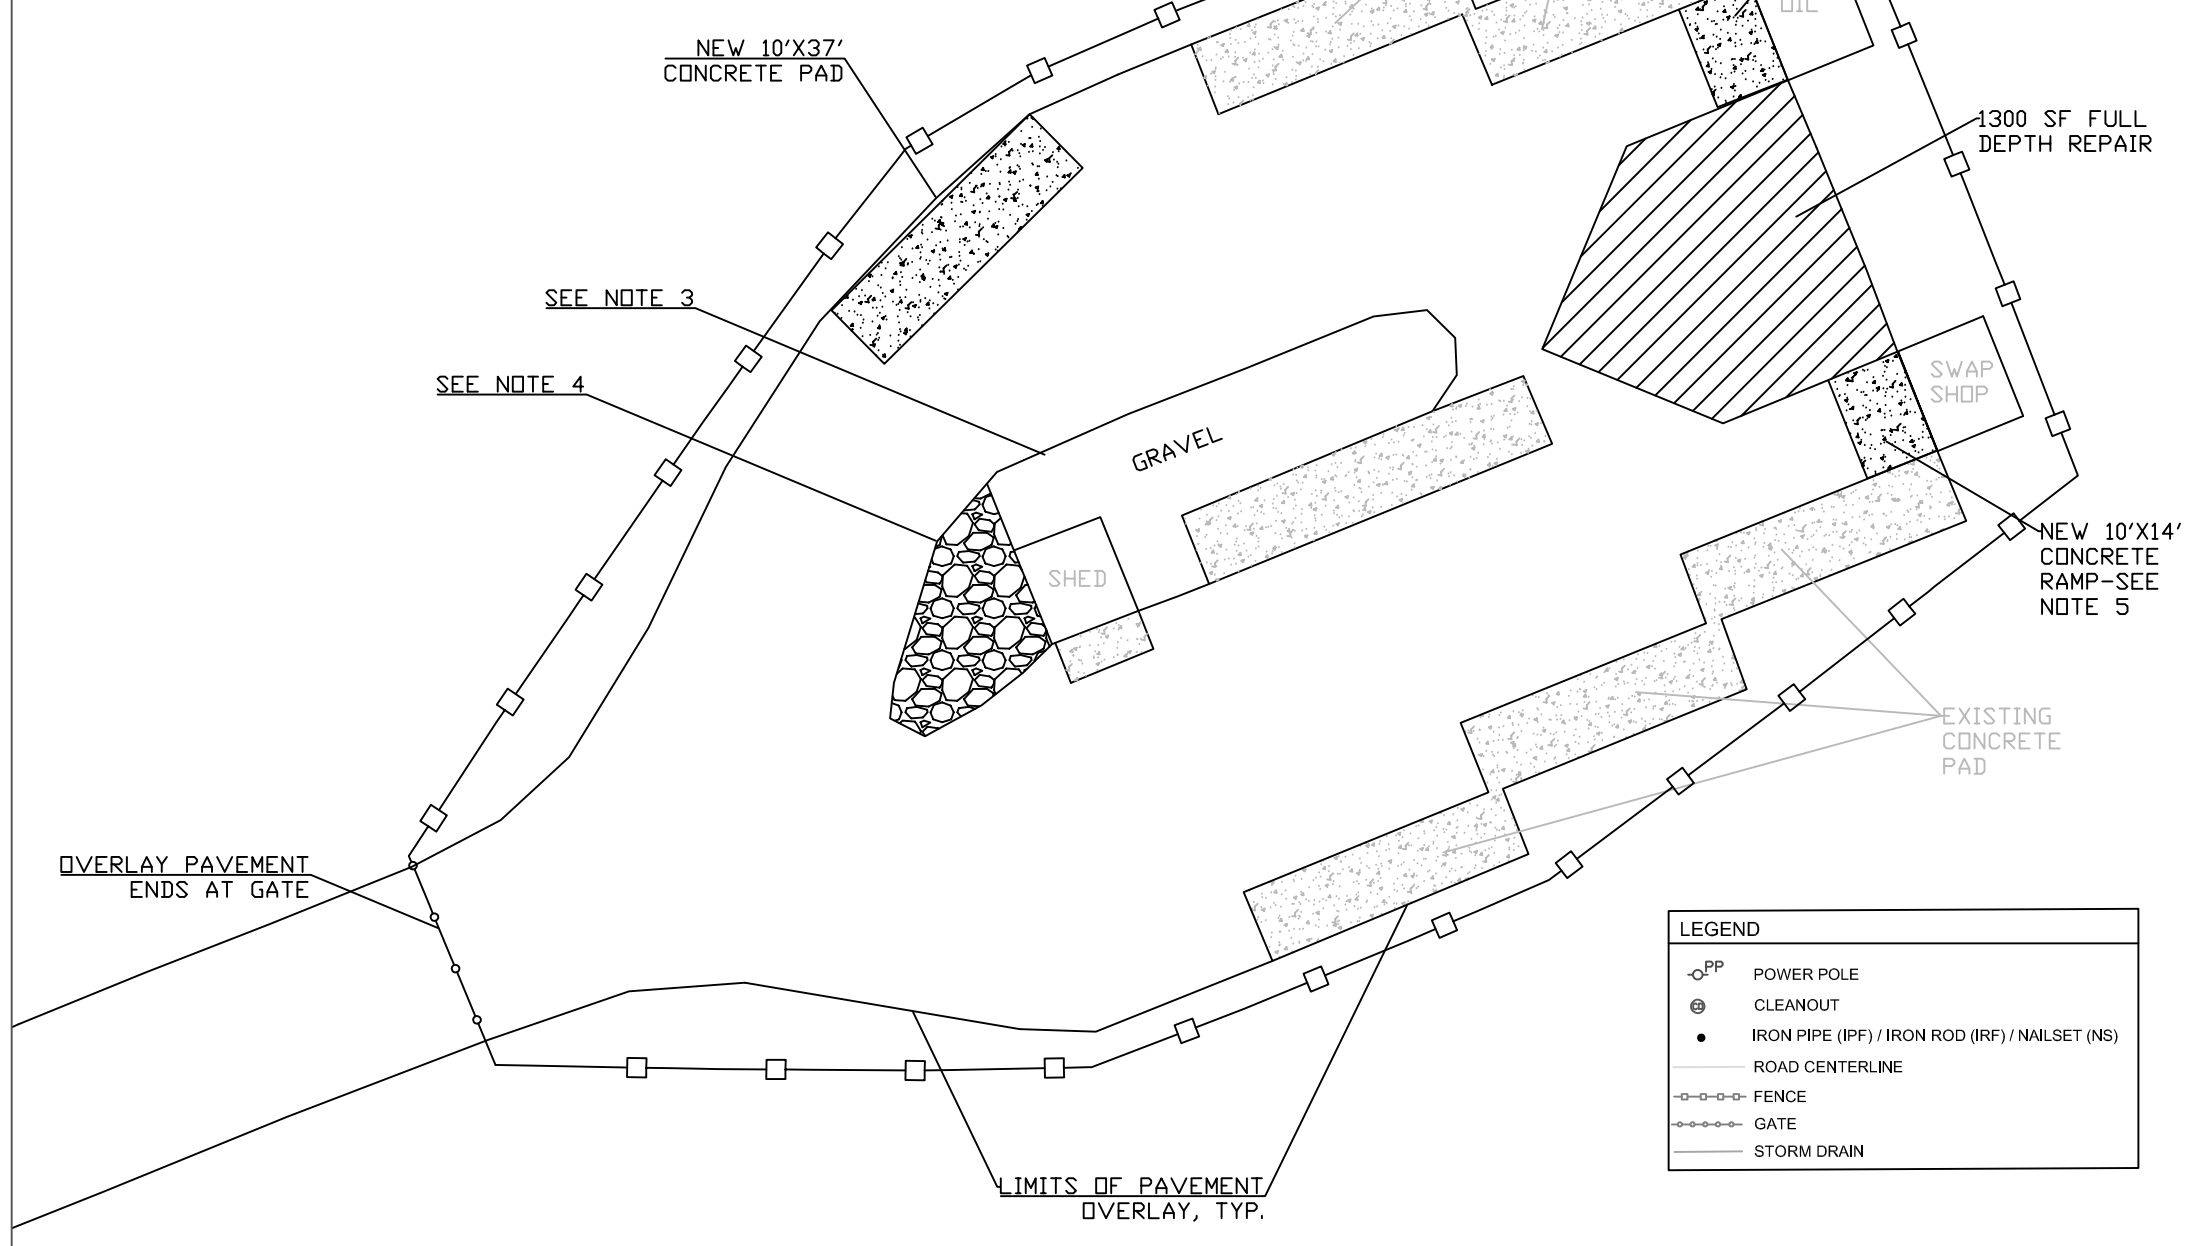 OIL
NEW 10'X37'
CONCRETE PAD
1300 SF FULL
DEPTH REPAIR
SEE NOTE 3
SEE NOTE 4
SWAP
SHOP
GRAVEL
SHED
NEW 10'X14'
CONCRETE
RAMP-SEE
NOTE 5
EXISTING
CONCRETE
PAD
OVERLAY PAVEMENT
ENDS AT GATE
LIMITS OF PAVEMENT
OVERLAY, TYP.
LEGEND
PP POWER POLE
CO CLEANOUT
IRON PIPE (IPF) / IRON ROD (IRF) / NAILSET (NS)
ROAD CENTERLINE
FENCE
GATE
STORM DRAIN